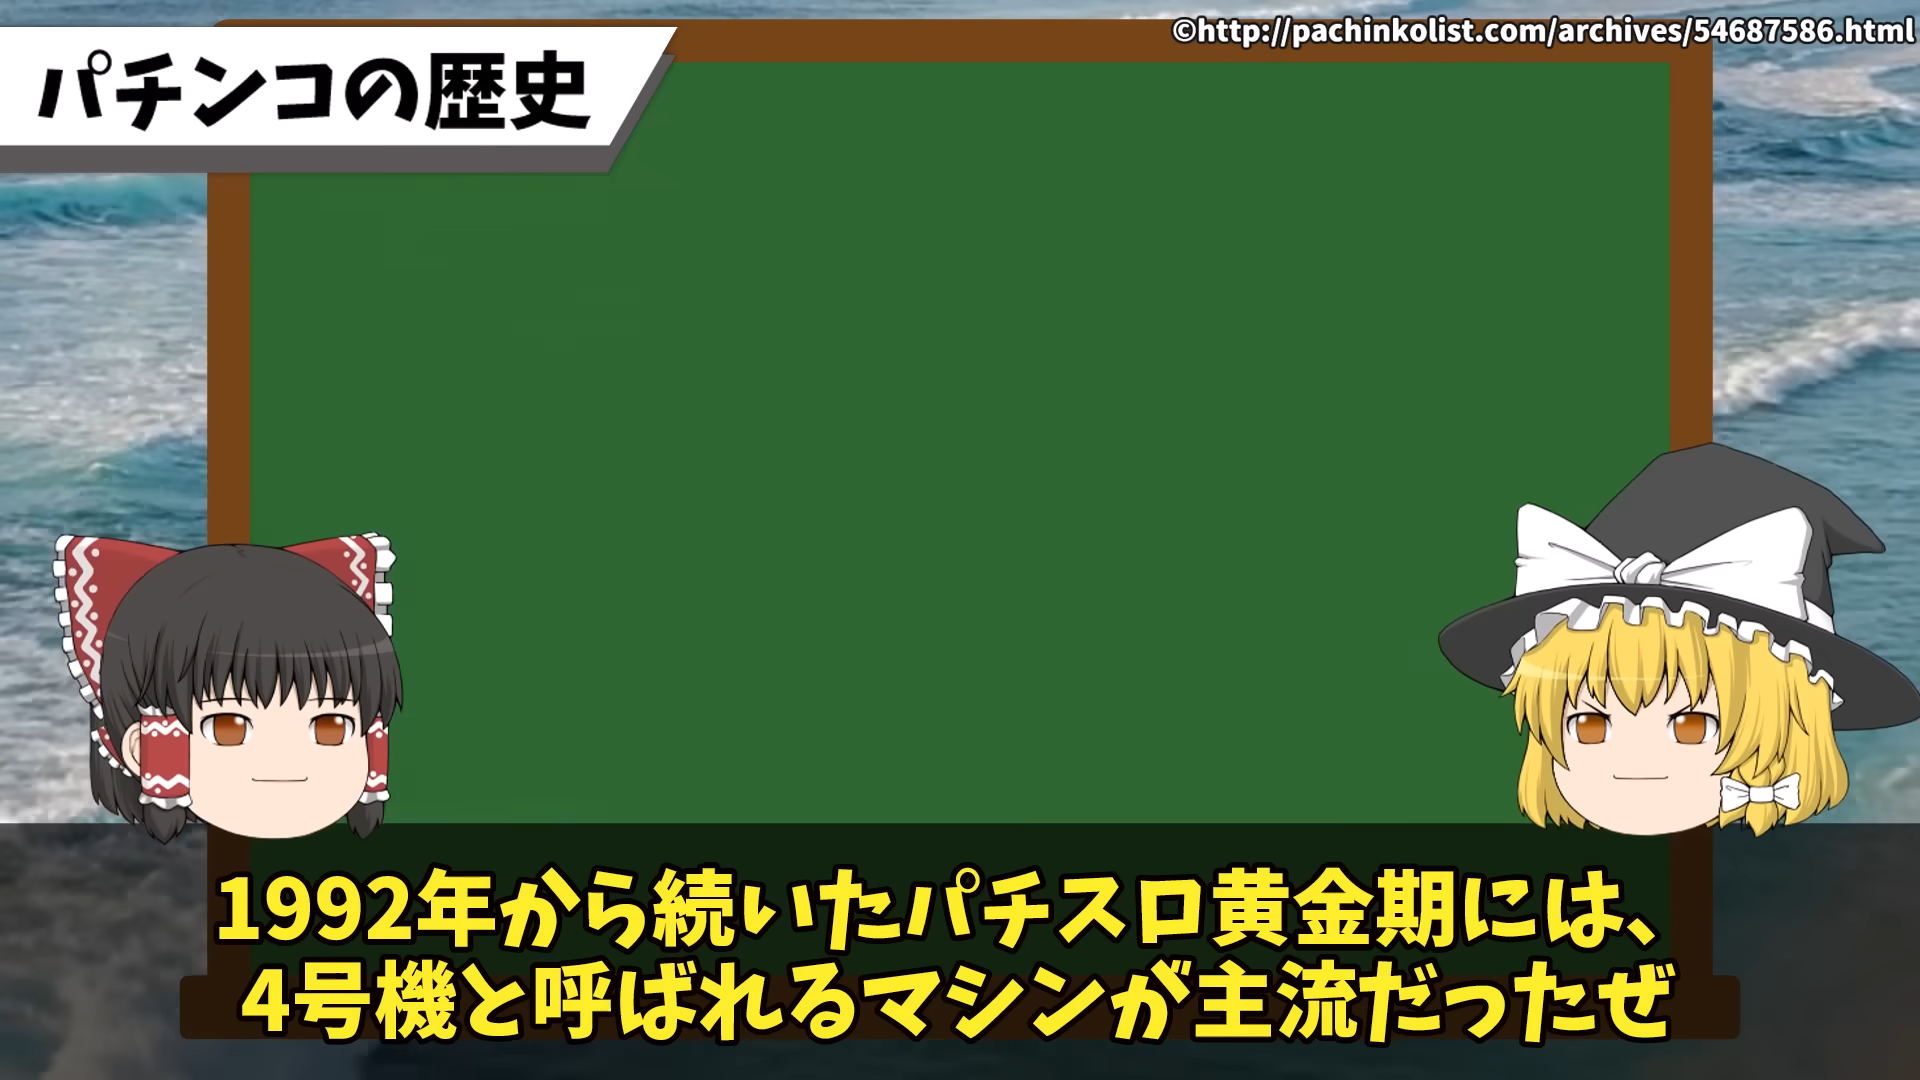 ©http://pachinkolist.com/archives/54687586.html
パチンコの歴史
1992年から続いたパチスロ黄金期には、
4号機と呼ばれるマシンが主流だったぜ